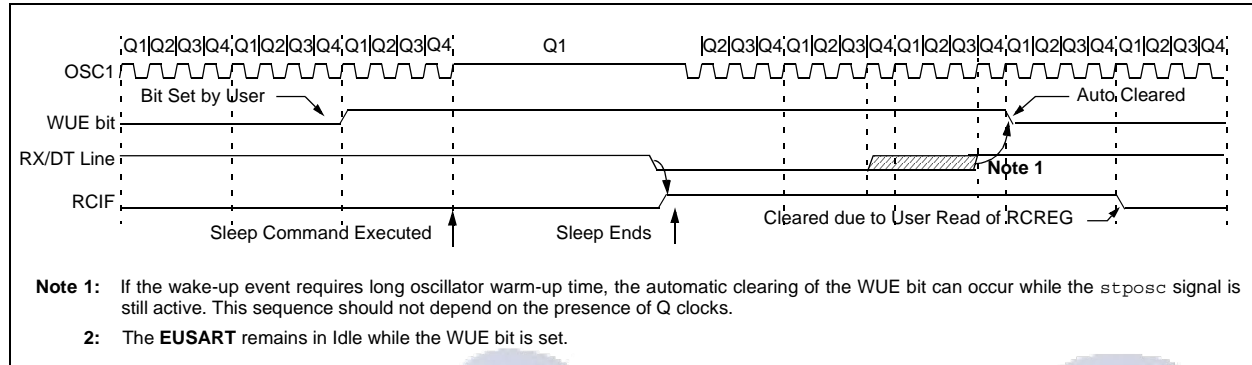 Q1|Q2|Q3|Q4|Q1|Q2|Q3|Q4|Q1|Q2|Q3|Q4 Q1 Q2|Q3|Q4|Q1|Q2|Q3|Q4|Q1|Q2|Q3|Q4|Q1|Q2|Q3|Q4|Q1|Q2|Q3|Q4
OSC1
Bit Set by User Auto Cleared
WUE bit
RX/DT Line
Note 1
RCIF
Cleared due to User Read of RCREG
Sleep Command Executed Sleep Ends
Note 1: If the wake-up event requires long oscillator warm-up time, the automatic clearing of the WUE bit can occur while the stposc signal is
still active. This sequence should not depend on the presence of Q clocks.
2: The EUSART remains in Idle while the WUE bit is set.